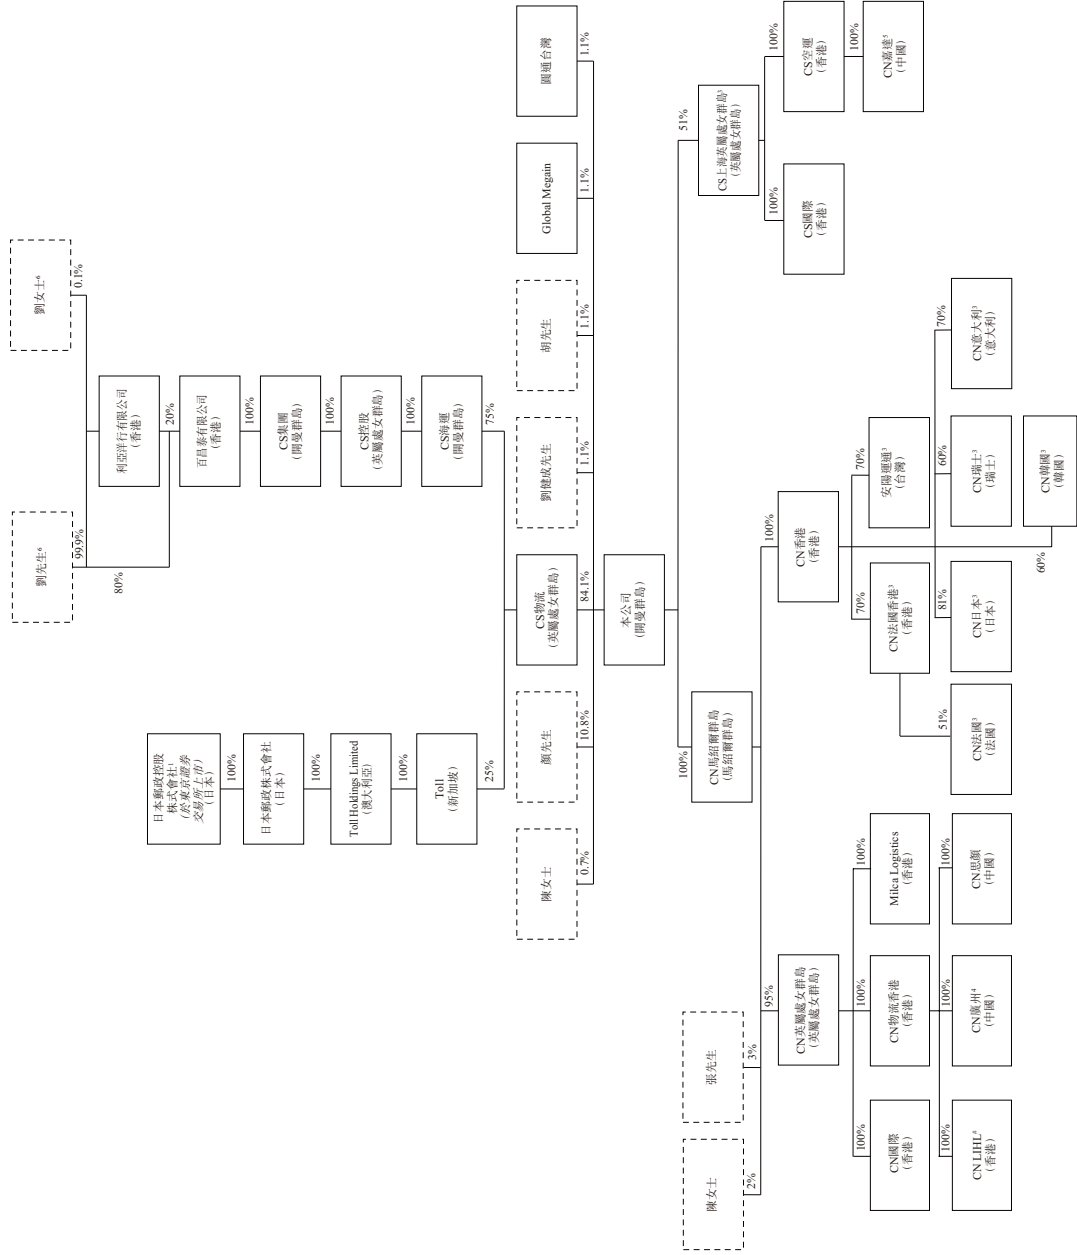 劉先生⁶
劉女士⁶
99.9%
0.1%
80%
利亞洋行有限公司
（香港）
20%
百昌泰有限公司
（香港）
100%
CS集團
（開曼群島）
100%
CS控股
（英屬處女群島）
100%
CS海運
（開曼群島）
75%
日本郵政控股
株式會社¹
（於東京證券
交易所上市）
（日本）
100%
日本郵政株式會社
（日本）
100%
Toll Holdings Limited
（澳大利亞）
100%
Toll
（新加坡）
25%
陳女士
顏先生
CS物流
（英屬處女群島）
劉健成先生
胡先生
Global Megain
圓通台灣
0.7%
10.8%
84.1%
1.1%
1.1%
1.1%
1.1%
本公司
（開曼群島）
100%
51%
陳女士
張先生
CN馬紹爾群島
（馬紹爾群島）
CS上海英屬處女群島³
（英屬處女群島）
2%
3%
95%
100%
100%
100%
CN英屬處女群島
（英屬處女群島）
CN香港
（香港）
CS國際
（香港）
CS空運
（香港）
100%
100%
100%
70%
70%
100%
CN國際
（香港）
CN物流香港
（香港）
Milca Logistics
（香港）
CN法國香港³
（香港）
安陽運通³
（台灣）
CN嘉達⁵
（中國）
100%
100%
100%
51%
81%
60%
70%
CN LIHL⁸
（香港）
CN廣州⁴
（中國）
CN思顏
（中國）
CN法國³
（法國）
CN日本³
（日本）
CN瑞士³
（瑞士）
CN意大利³
（意大利）
60%
CN韓國³
（韓國）